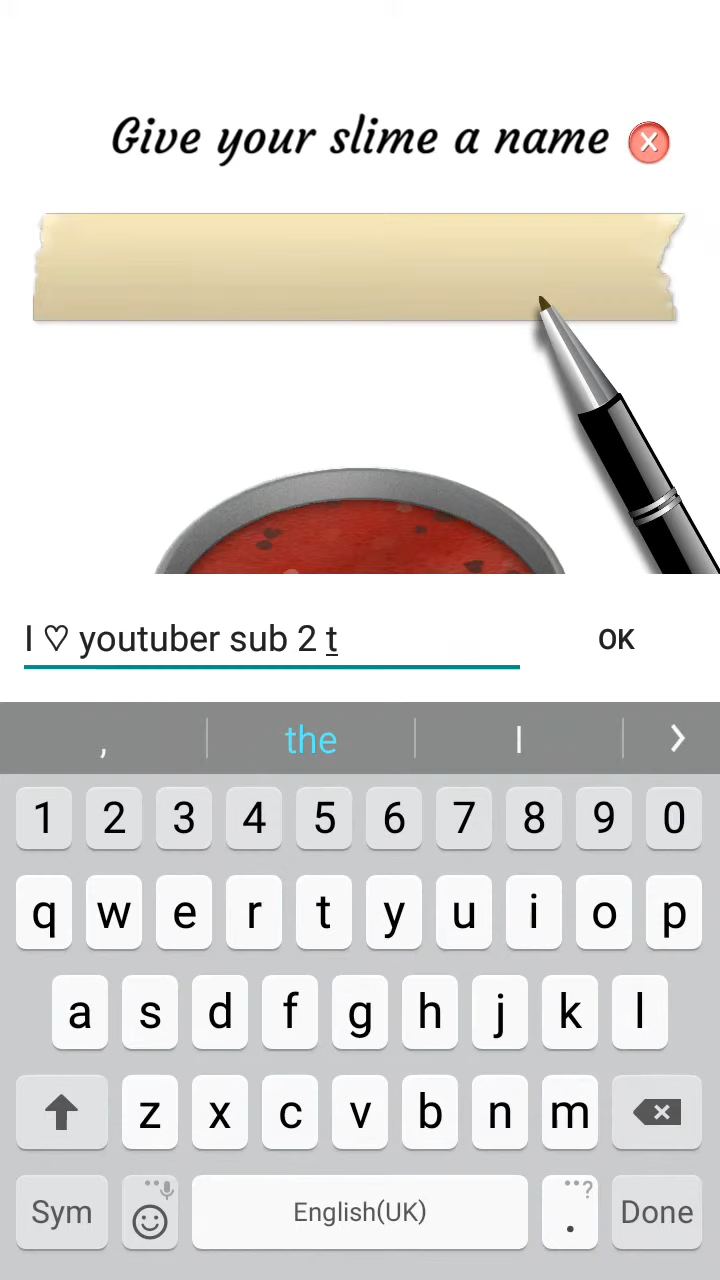 Give your slime a name
I ♡ youtuber sub 2 t
OK
, the I
1 2 3 4 5 6 7 8 9 0
q w e r t y u i o p
a s d f g h j k l
z x c v b n m
Sym English(UK) . ? Done